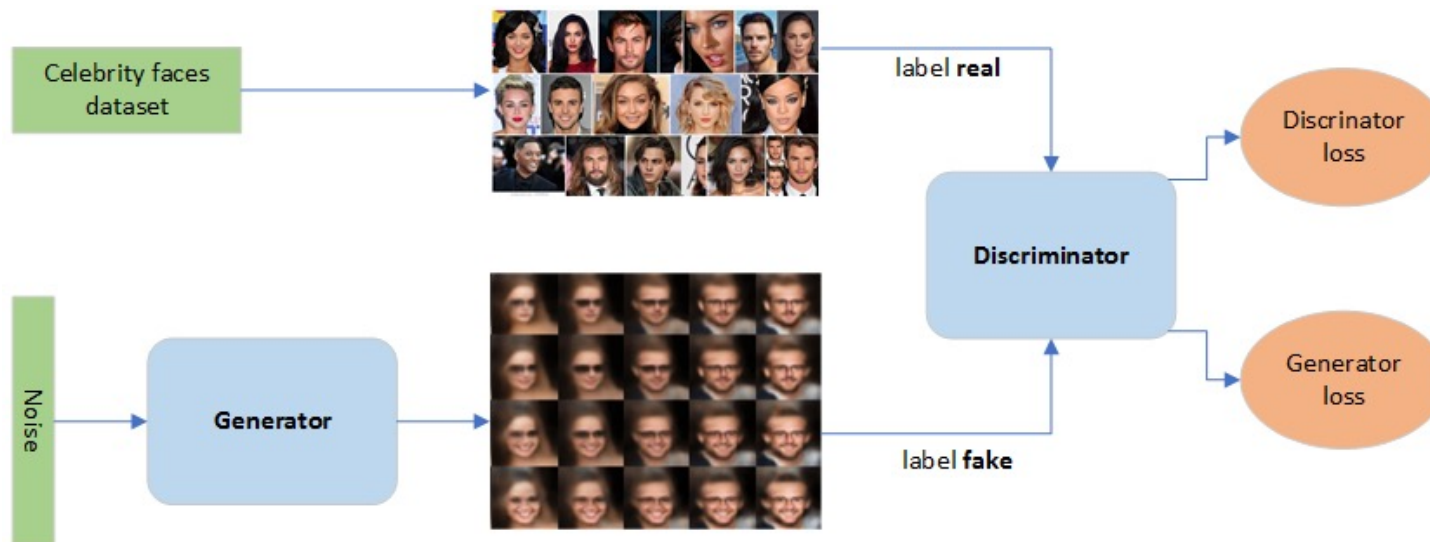 Celebrity faces
dataset
label real
Discrinator
loss
Discriminator
Noise
Generator
Generator
loss
label fake